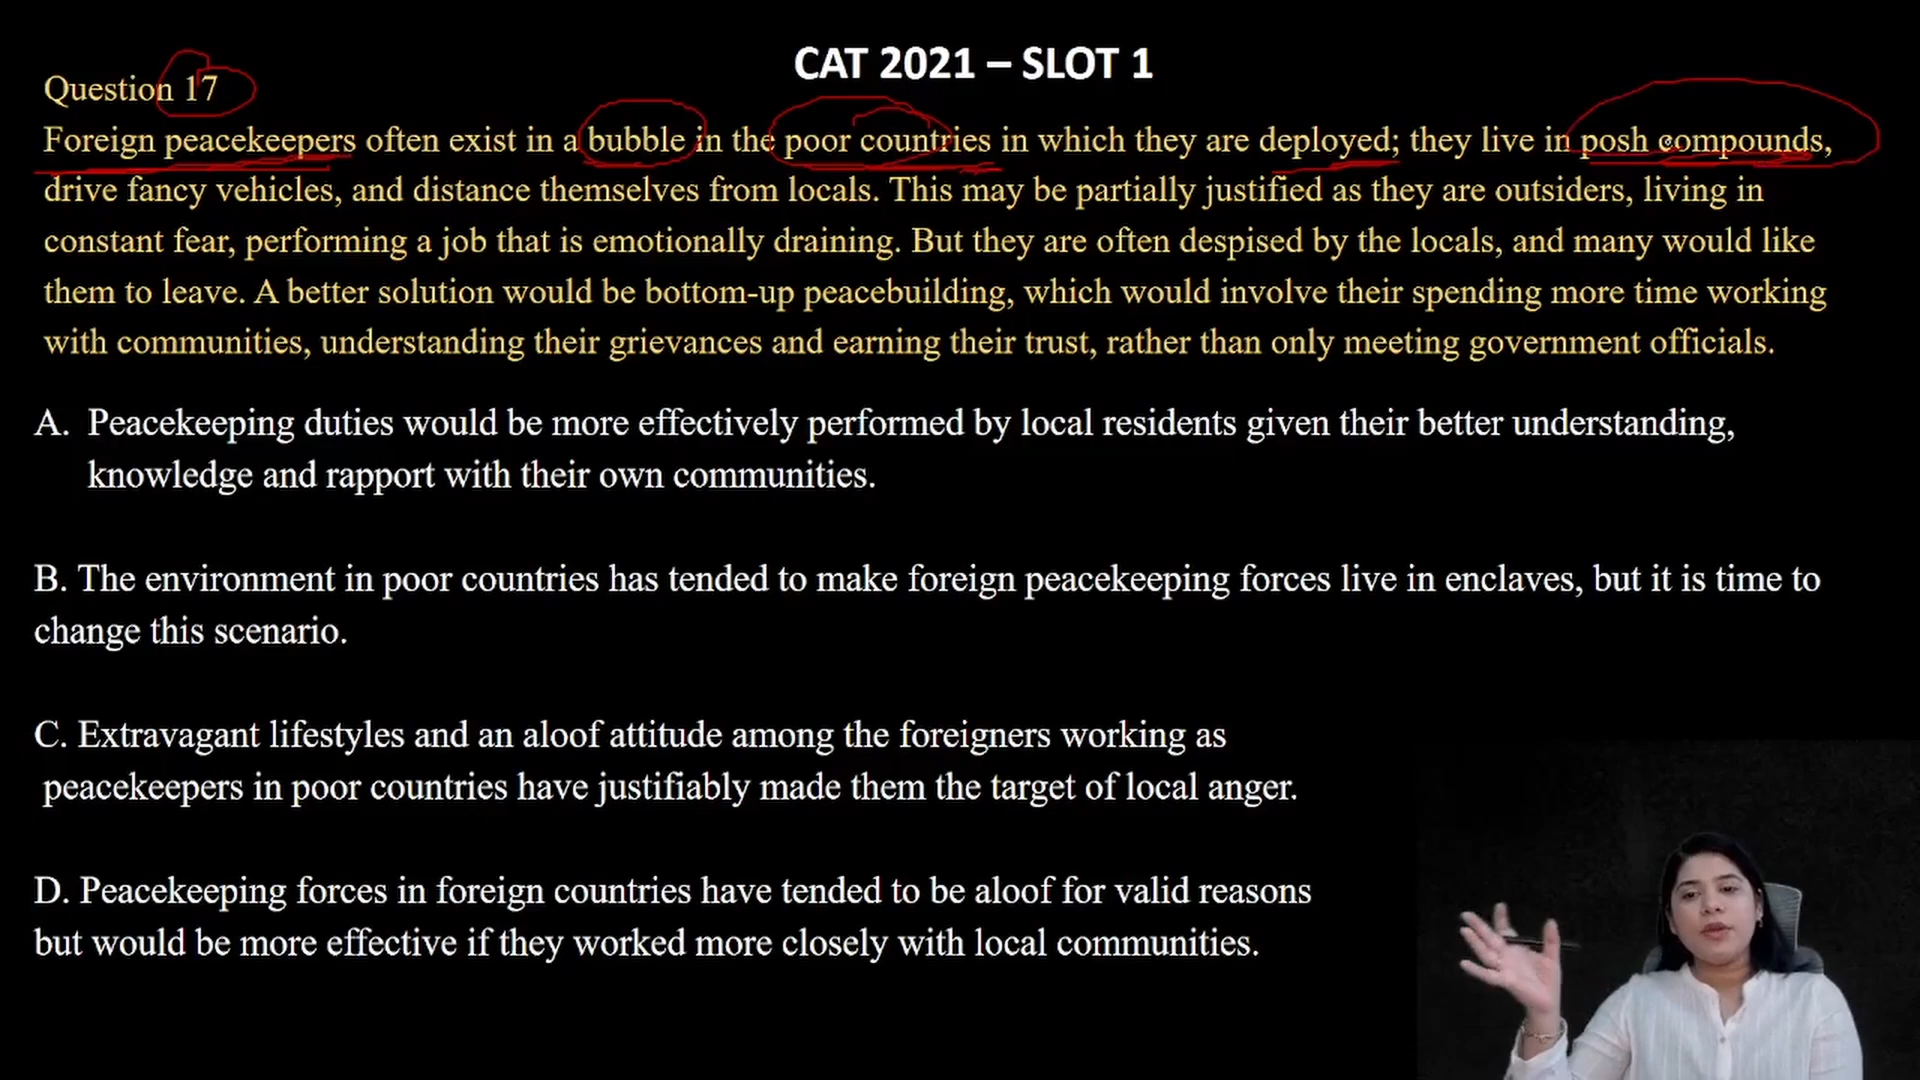 CAT 2021 – SLOT 1
Question 17
Foreign peacekeepers often exist in a bubble in the poor countries in which they are deployed; they live in posh compounds,
drive fancy vehicles, and distance themselves from locals. This may be partially justified as they are outsiders, living in
constant fear, performing a job that is emotionally draining. But they are often despised by the locals, and many would like
them to leave. A better solution would be bottom-up peacebuilding, which would involve their spending more time working
with communities, understanding their grievances and earning their trust, rather than only meeting government officials.
A. Peacekeeping duties would be more effectively performed by local residents given their better understanding,
knowledge and rapport with their own communities.
B. The environment in poor countries has tended to make foreign peacekeeping forces live in enclaves, but it is time to
change this scenario.
C. Extravagant lifestyles and an aloof attitude among the foreigners working as
peacekeepers in poor countries have justifiably made them the target of local anger.
D. Peacekeeping forces in foreign countries have tended to be aloof for valid reasons
but would be more effective if they worked more closely with local communities.